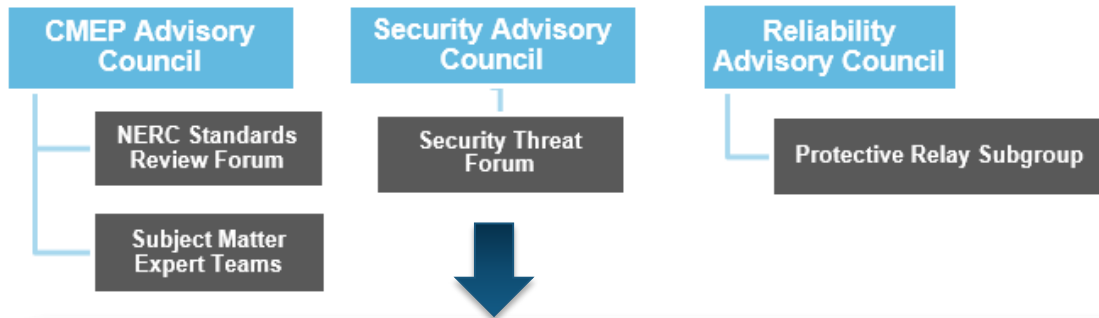 CMEP Advisory
Council
NERC Standards
Review Forum
Subject Matter
Expert Teams
Security Advisory
Council
Security Threat
Forum
Reliability
Advisory Council
Protective Relay Subgroup